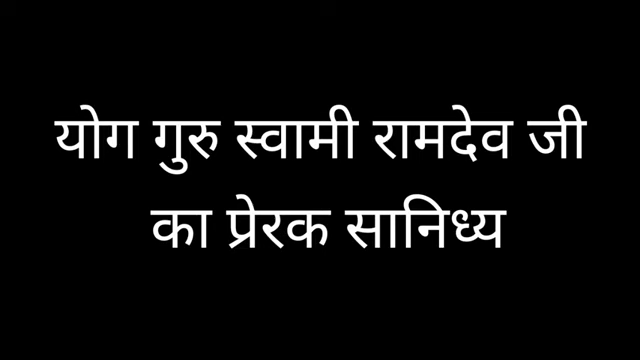 योग गुरु स्वामी रामदेव जी
का प्रेरक सानिध्य